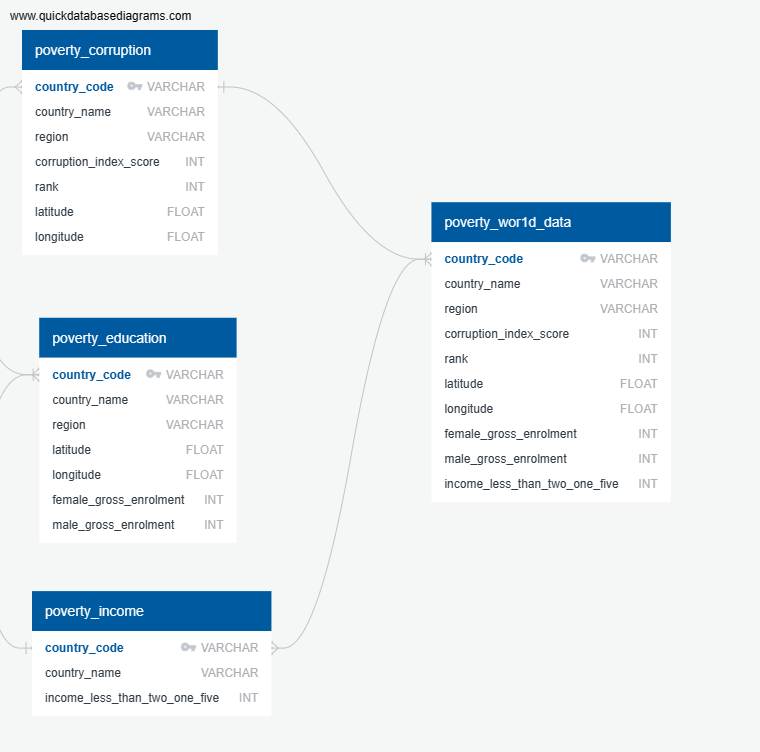 www.quickdatabasediagrams.com
poverty_corruption
country_code VARCHAR
country_name VARCHAR
region VARCHAR
corruption_index_score INT
rank INT
latitude FLOAT
longitude FLOAT
poverty_wor1d_data
country_code VARCHAR
country_name VARCHAR
region VARCHAR
corruption_index_score INT
rank INT
latitude FLOAT
longitude FLOAT
female_gross_enrolment INT
male_gross_enrolment INT
income_less_than_two_one_five INT
poverty_education
country_code VARCHAR
country_name VARCHAR
region VARCHAR
latitude FLOAT
longitude FLOAT
female_gross_enrolment INT
male_gross_enrolment INT
poverty_income
country_code VARCHAR
country_name VARCHAR
income_less_than_two_one_five INT